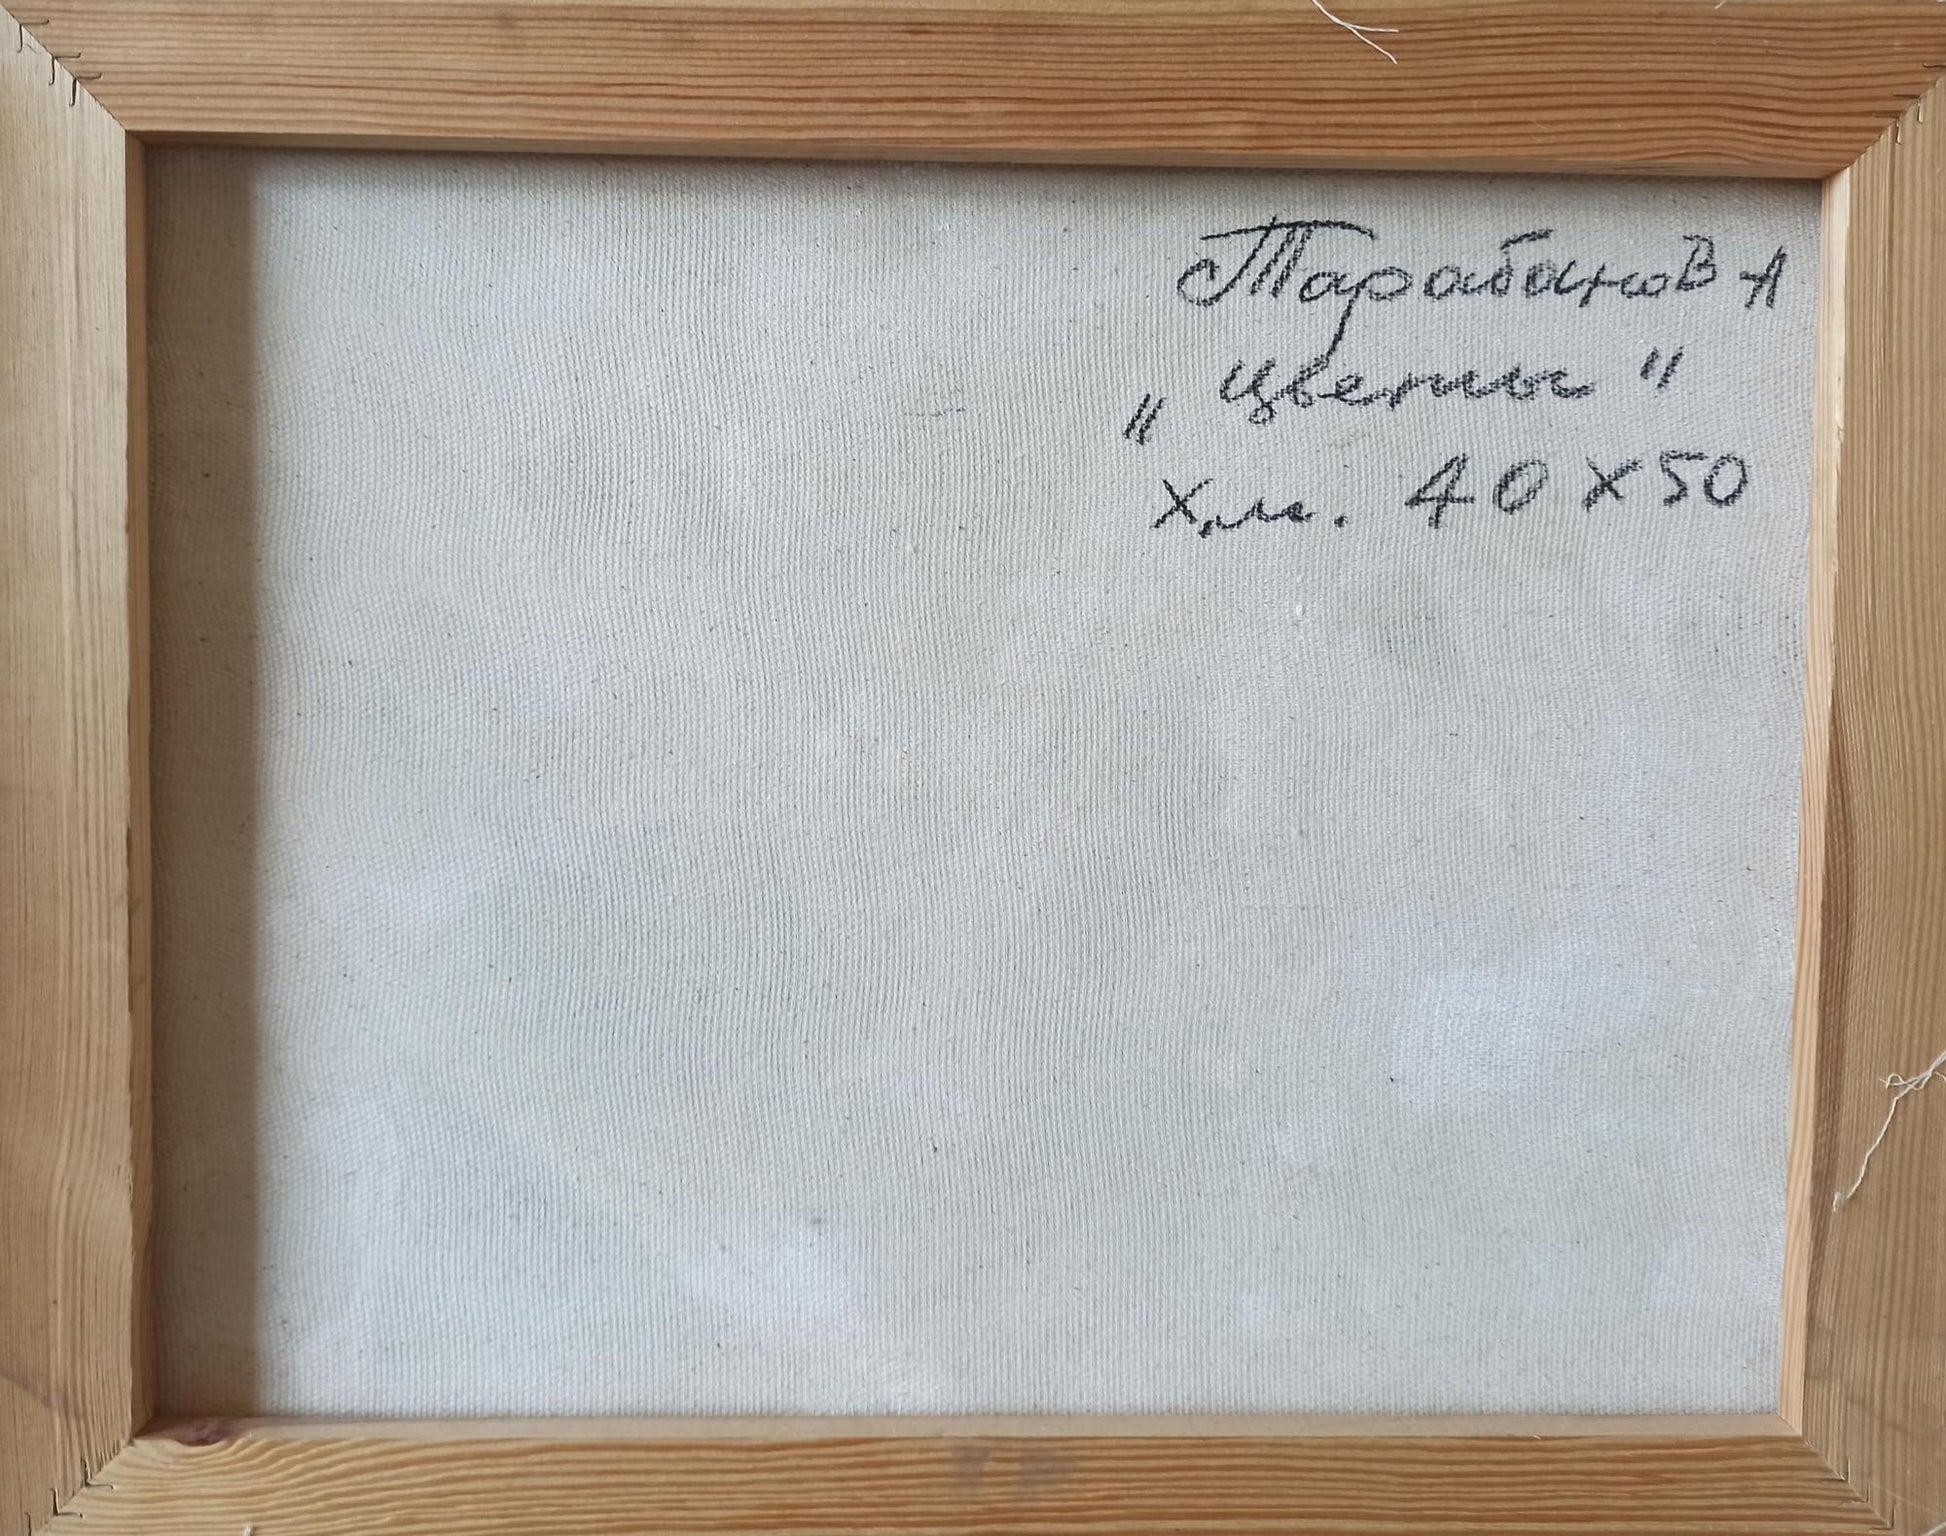 Тарабанов А
„ Цветы "
х.м. 40 х 50